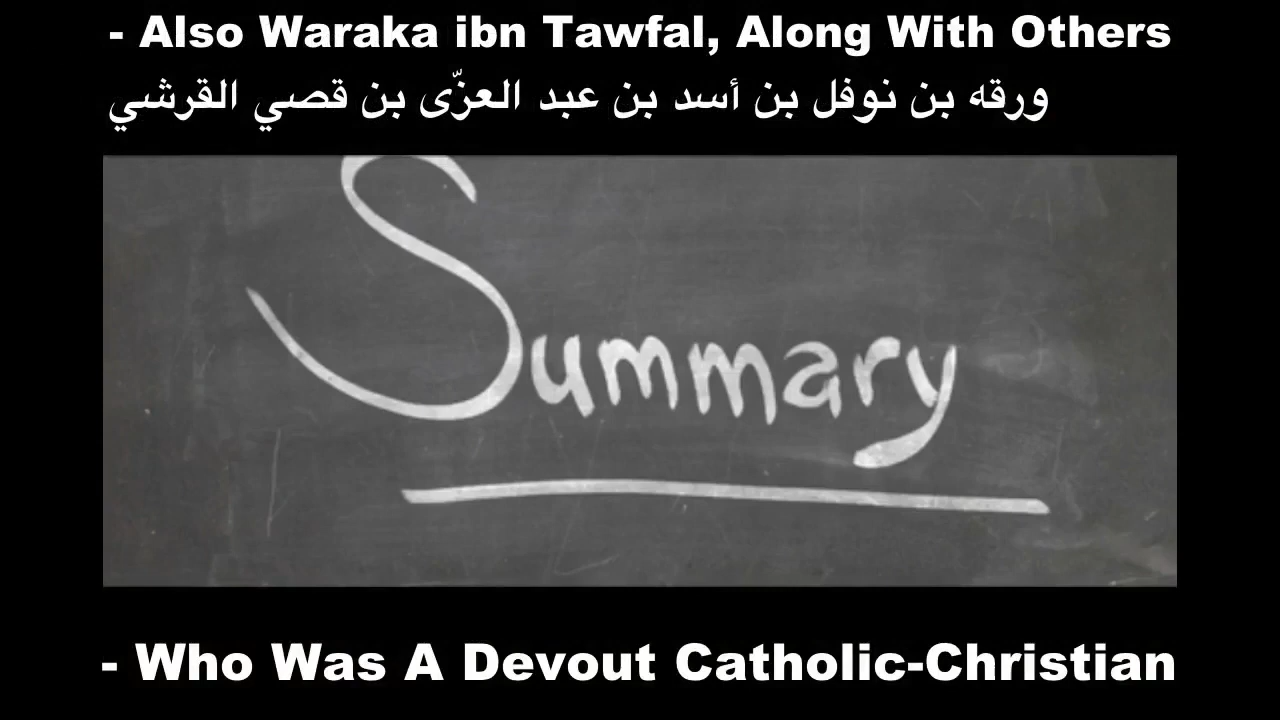 - Also Waraka ibn Tawfal, Along With Others
ورقه بن نوفل بن أسد بن عبد العزّى بن قصي القرشي
Summary
- Who Was A Devout Catholic-Christian